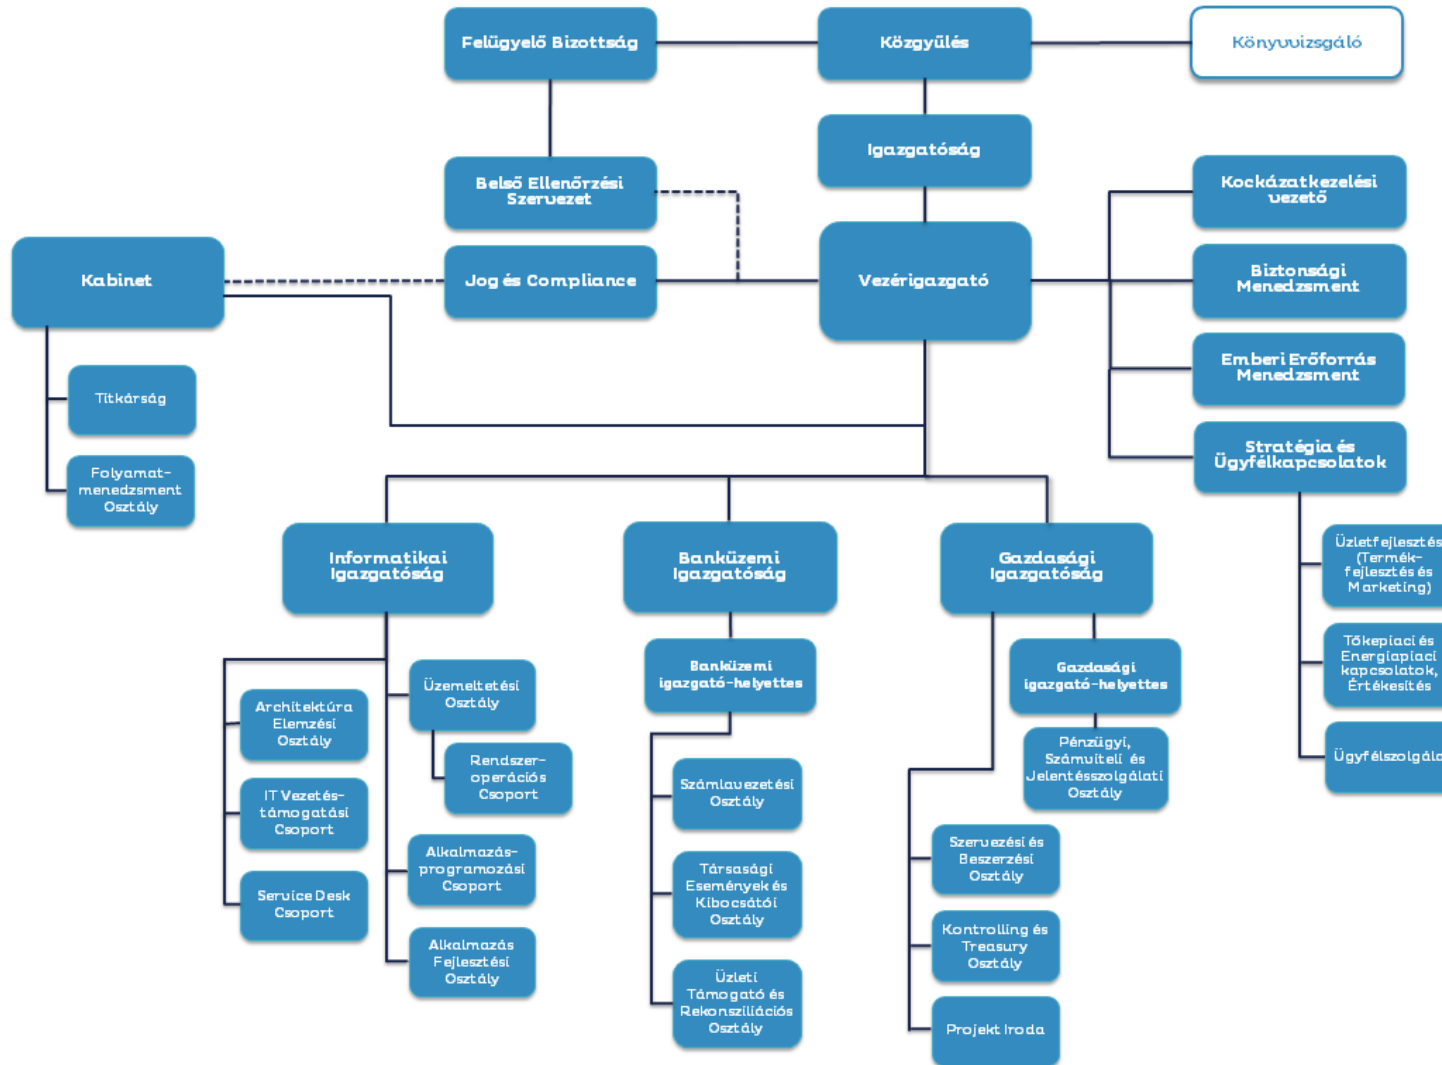 Felügyelő Bizottság
Közgyűlés
Könyvvizsgáló
Igazgatóság
Belső Ellenőrzési
Szervezet
Kockázatkezelési
vezető
Kabinet
Jog és Compliance
Vezérigazgató
Biztonsági
Menedzsment
Emberi Erőforrás
Menedzsment
Titkárság
Stratégia és
Ügyfélkapcsolatok
Folyamat-
menedzsment
Osztály
Informatikai
Igazgatóság
Banküzemi
Igazgatóság
Gazdasági
Igazgatóság
Üzletfejlesztés
(Termék-
fejlesztés és
Marketing)
Banküzemi
igazgató-helyettes
Gazdasági
igazgató-helyettes
Tőkepiaci és
Energiapiaci
kapcsolatok,
Értékesítés
Üzemeltetési
Osztály
Architektúra
Elemzési
Osztály
Rendszer-
operációs
Csoport
Pénzügyi,
Számviteli és
Jelentésszolgálati
Osztály
Ügyfélszolgála
Számlavezetési
Osztály
IT Vezetés-
támogatási
Csoport
Alkalmazás-
programozási
Csoport
Szervezési és
Beszerzési
Osztály
Társasági
Események és
Kibocsátói
Osztály
Service Desk
Csoport
Alkalmazás
Fejlesztési
Osztály
Kontrolling és
Treasury
Osztály
Üzleti
Támogató és
Rekonsziliációs
Osztály
Projekt Iroda